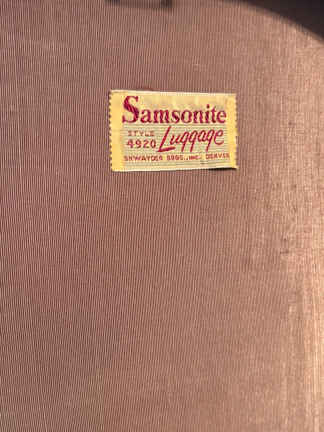 Samsonite
STYLE
4920 Luggage
SHWAYDER BROS., INC., DENVER